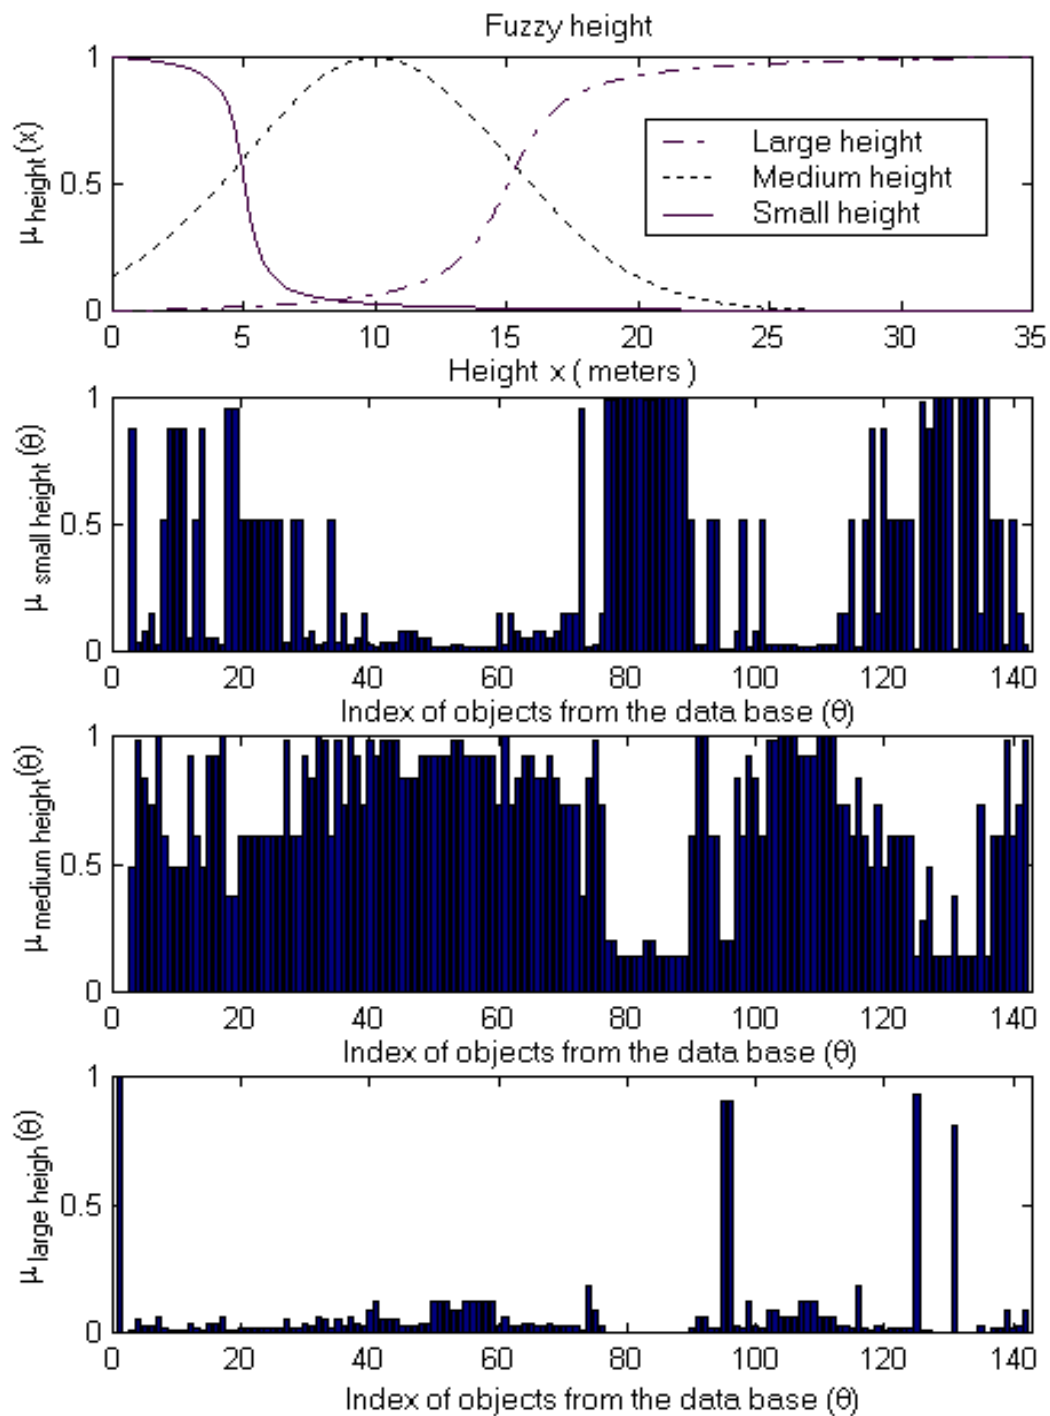 Fuzzy height
1
0.5
0
μ height(x)
Large height
Medium height
Small height
0 5 10 15 20 25 30 35
Height x ( meters )
1
0.5
0
μ small height(θ)
0 20 40 60 80 100 120 140
Index of objects from the data base (θ)
1
0.5
0
μ medium height(θ)
0 20 40 60 80 100 120 140
Index of objects from the data base (θ)
1
0.5
0
μ large heigh(θ)
0 20 40 60 80 100 120 140
Index of objects from the data base (θ)